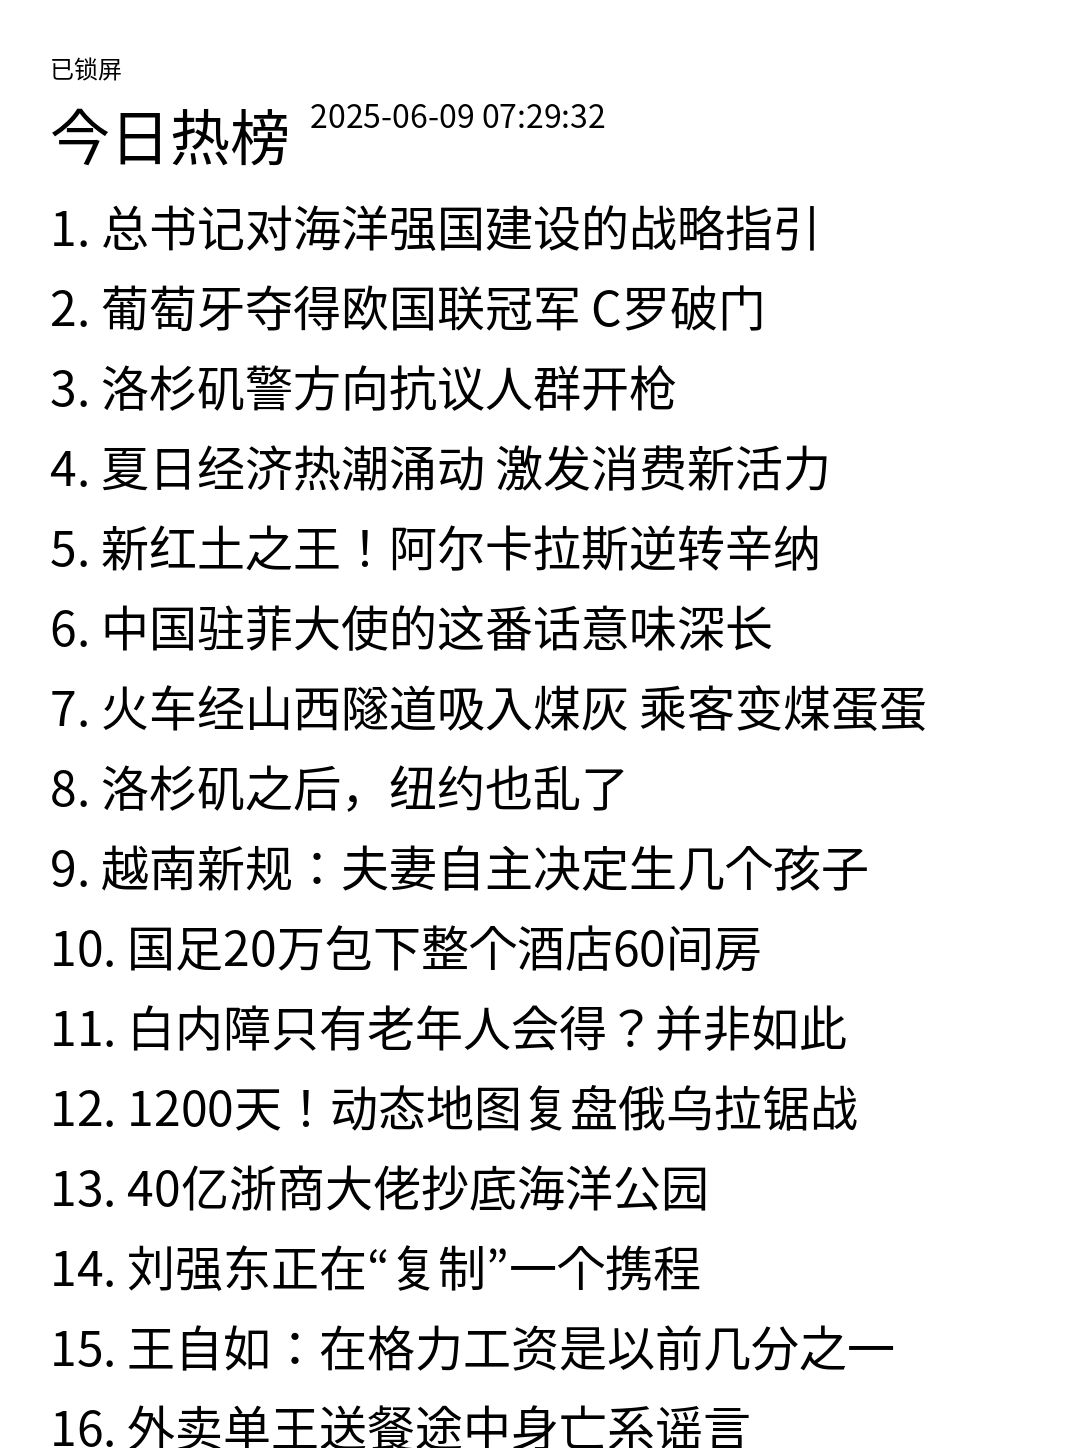 已锁屏
今日热榜 2025-06-09 07:29:32
1. 总书记对海洋强国建设的战略指引
2. 葡萄牙夺得欧国联冠军 C罗破门
3. 洛杉矶警方向抗议人群开枪
4. 夏日经济热潮涌动 激发消费新活力
5. 新红土之王！阿尔卡拉斯逆转辛纳
6. 中国驻菲大使的这番话意味深长
7. 火车经山西隧道吸入煤灰 乘客变煤蛋蛋
8. 洛杉矶之后，纽约也乱了
9. 越南新规：夫妻自主决定生几个孩子
10. 国足20万包下整个酒店60间房
11. 白内障只有老年人会得？并非如此
12. 1200天！动态地图复盘俄乌拉锯战
13. 40亿浙商大佬抄底海洋公园
14. 刘强东正在“复制”一个携程
15. 王自如：在格力工资是以前几分之一
16. 外卖单王送餐途中身亡系谣言